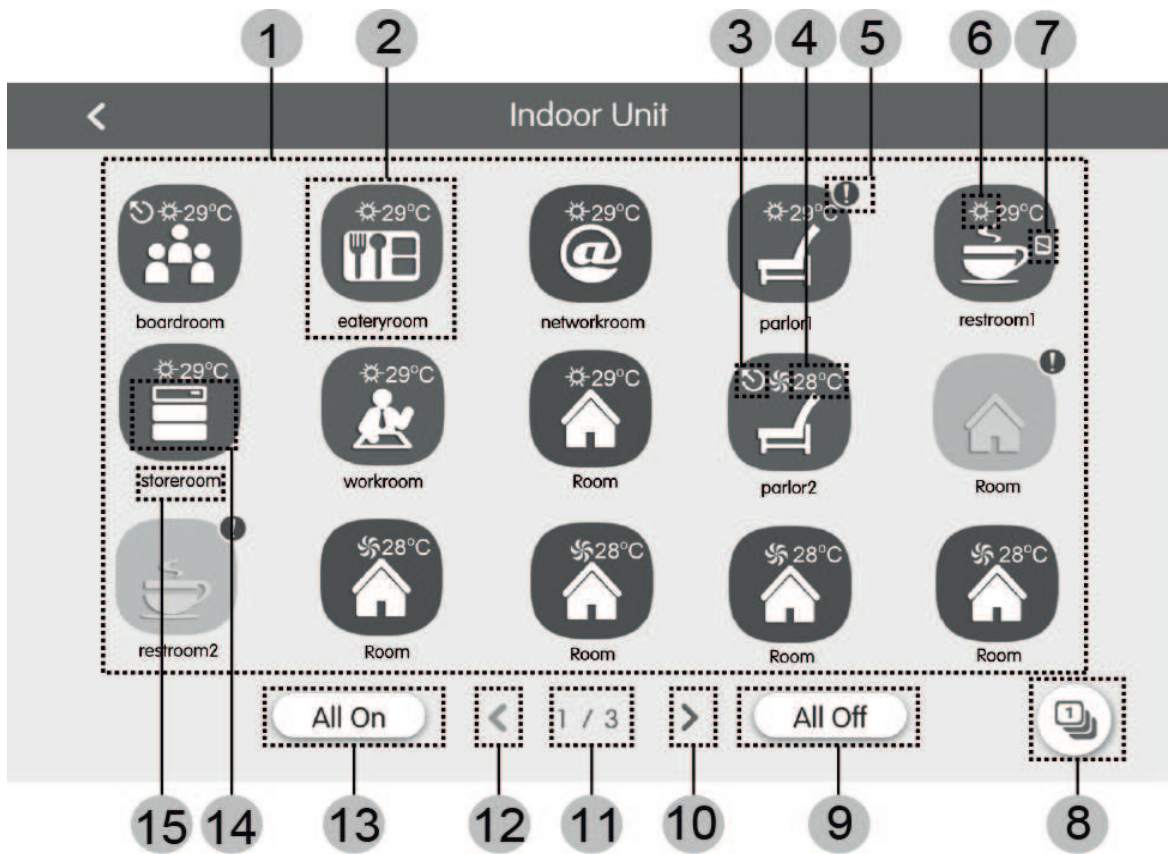 1 2 3 4 5 6 7
Indoor Unit
29°C 29°C 29°C 29°C 29°C
boardroom eateryroom networkroom parlor1 restroom1
29°C 29°C 29°C 28°C
storeroom workroom Room parlor2 Room
28°C 28°C 28°C 28°C
restroom2 Room Room Room Room
All On 1 / 3 All Off 1
15 14 13 12 11 10 9 8